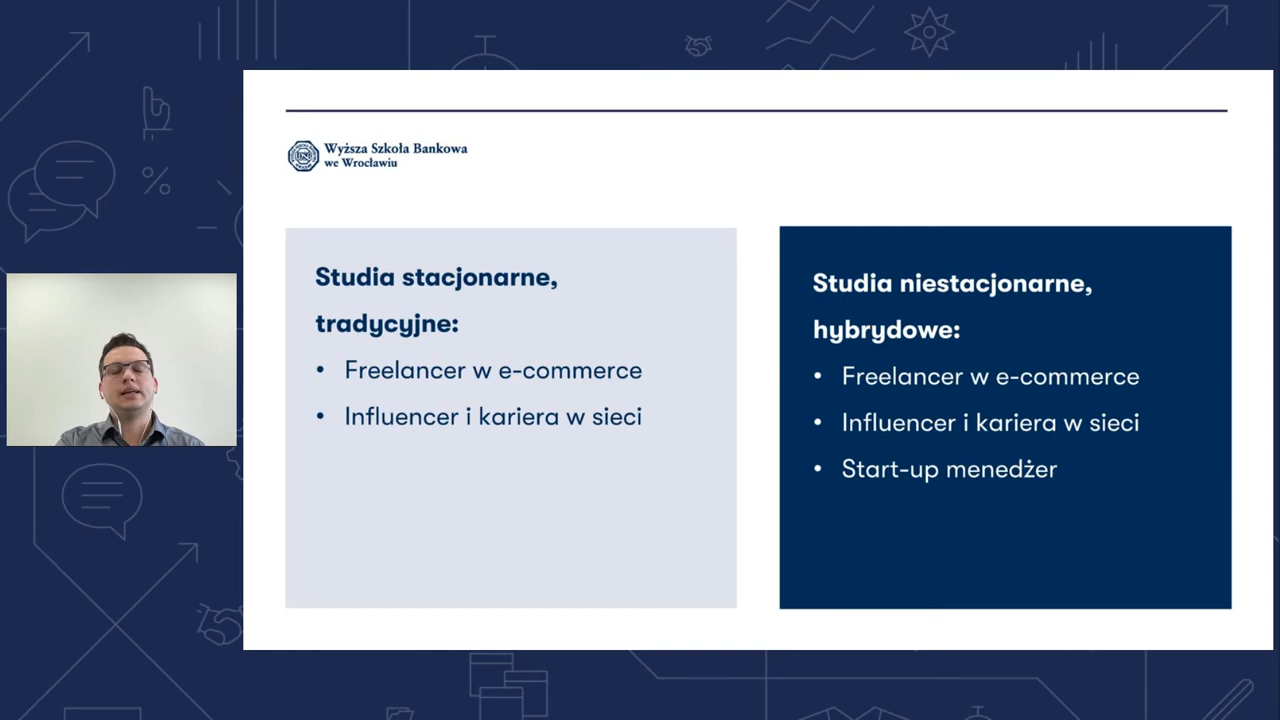 Wyższa Szkoła Bankowa
we Wrocławiu
Studia stacjonarne,
tradycyjne:
• Freelancer w e-commerce
• Influencer i kariera w sieci
Studia niestacjonarne,
hybrydowe:
• Freelancer w e-commerce
• Influencer i kariera w sieci
• Start-up menedżer
%